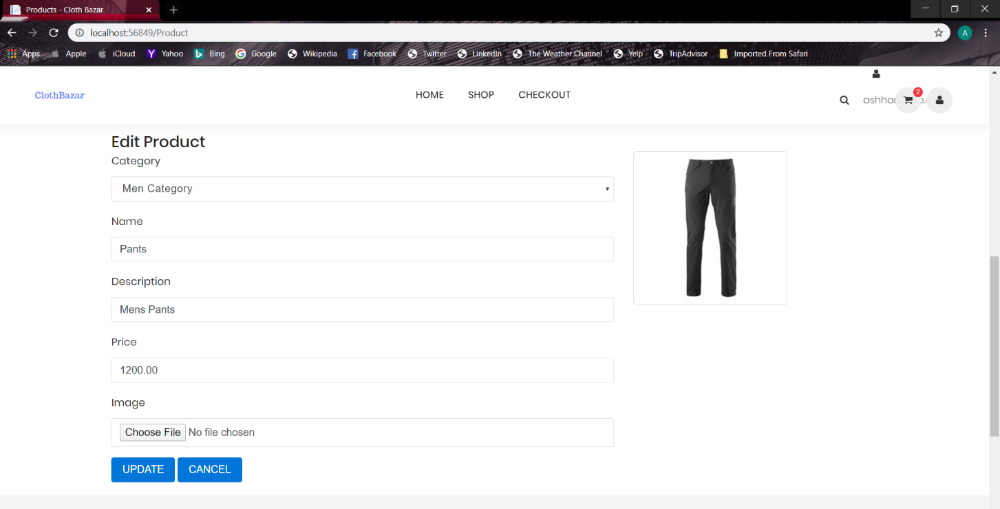 Products - Cloth Bazar
localhost:56849/Product
A
Apps Apple iCloud Yahoo Bing Google Wikipedia Facebook Twitter LinkedIn The Weather Channel Yelp TripAdvisor Imported From Safari
ClothBazar HOME SHOP CHECKOUT 2
Edit Product
Category
Men Category
Name
Pants
Description
Mens Pants
Price
1200.00
Image
Choose File No file chosen
UPDATE CANCEL